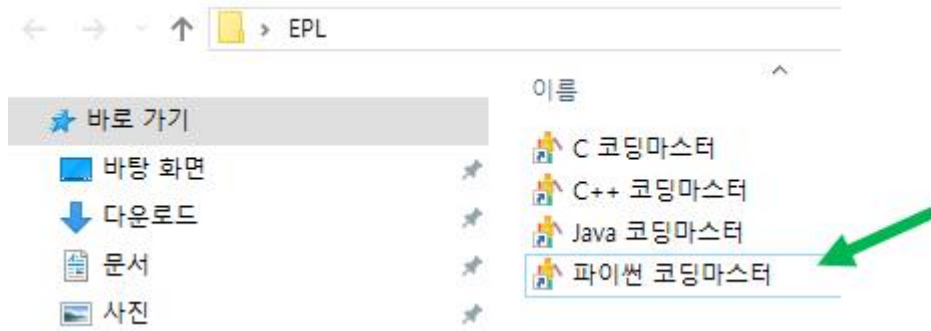 EPL
이름
바로 가기
바탕 화면
다운로드
문서
사진
C 코딩마스터
C++ 코딩마스터
Java 코딩마스터
파이썬 코딩마스터